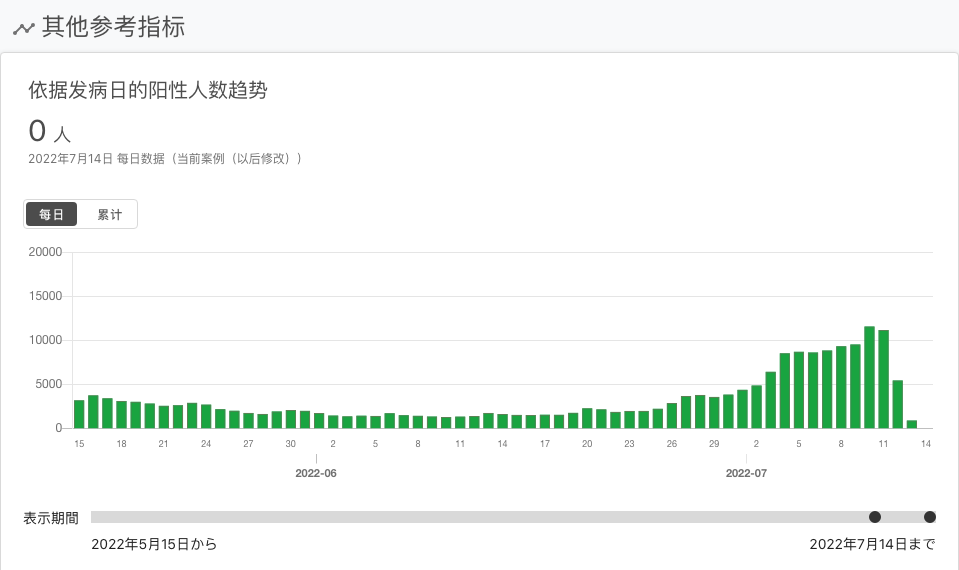 其他参考指标
依据发病日的阳性人数趋势
0 人
2022年7月14日 每日数据（当前案例（以后修改））
每日 累计
20000
15000
10000
5000
0
15 18 21 24 27 30 2 5 8 11 14 17 20 23 26 29 2 5 8 11 14
2022-06 2022-07
表示期間
2022年5月15日から 2022年7月14日まで